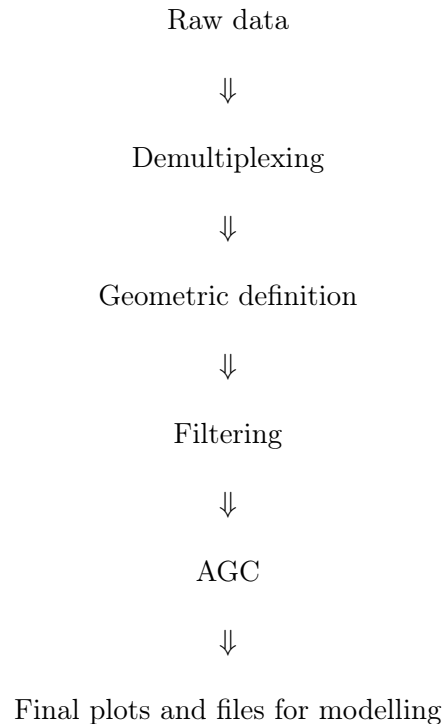 Raw data
⇓
Demultiplexing
⇓
Geometric definition
⇓
Filtering
⇓
AGC
⇓
Final plots and files for modelling